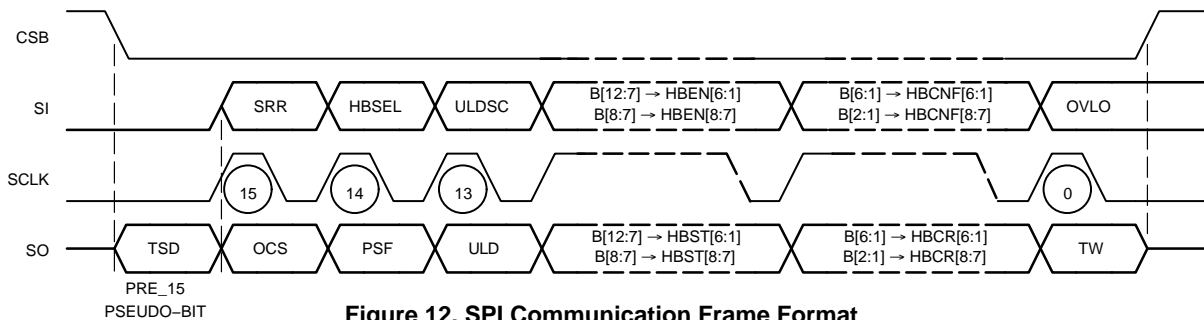 CSB
SI
SRR
HBSEL
ULDSC
B[12:7] → HBEN[6:1]
B[8:7] → HBEN[8:7]
B[6:1] → HBCNF[6:1]
B[2:1] → HBCNF[8:7]
OVLO
SCLK
15
14
13
0
SO
TSD
OCS
PSF
ULD
B[12:7] → HBST[6:1]
B[8:7] → HBST[8:7]
B[6:1] → HBCR[6:1]
B[2:1] → HBCR[8:7]
TW
PRE_15
PSEUDO−BIT
Figure 12. SPI Communication Frame Format